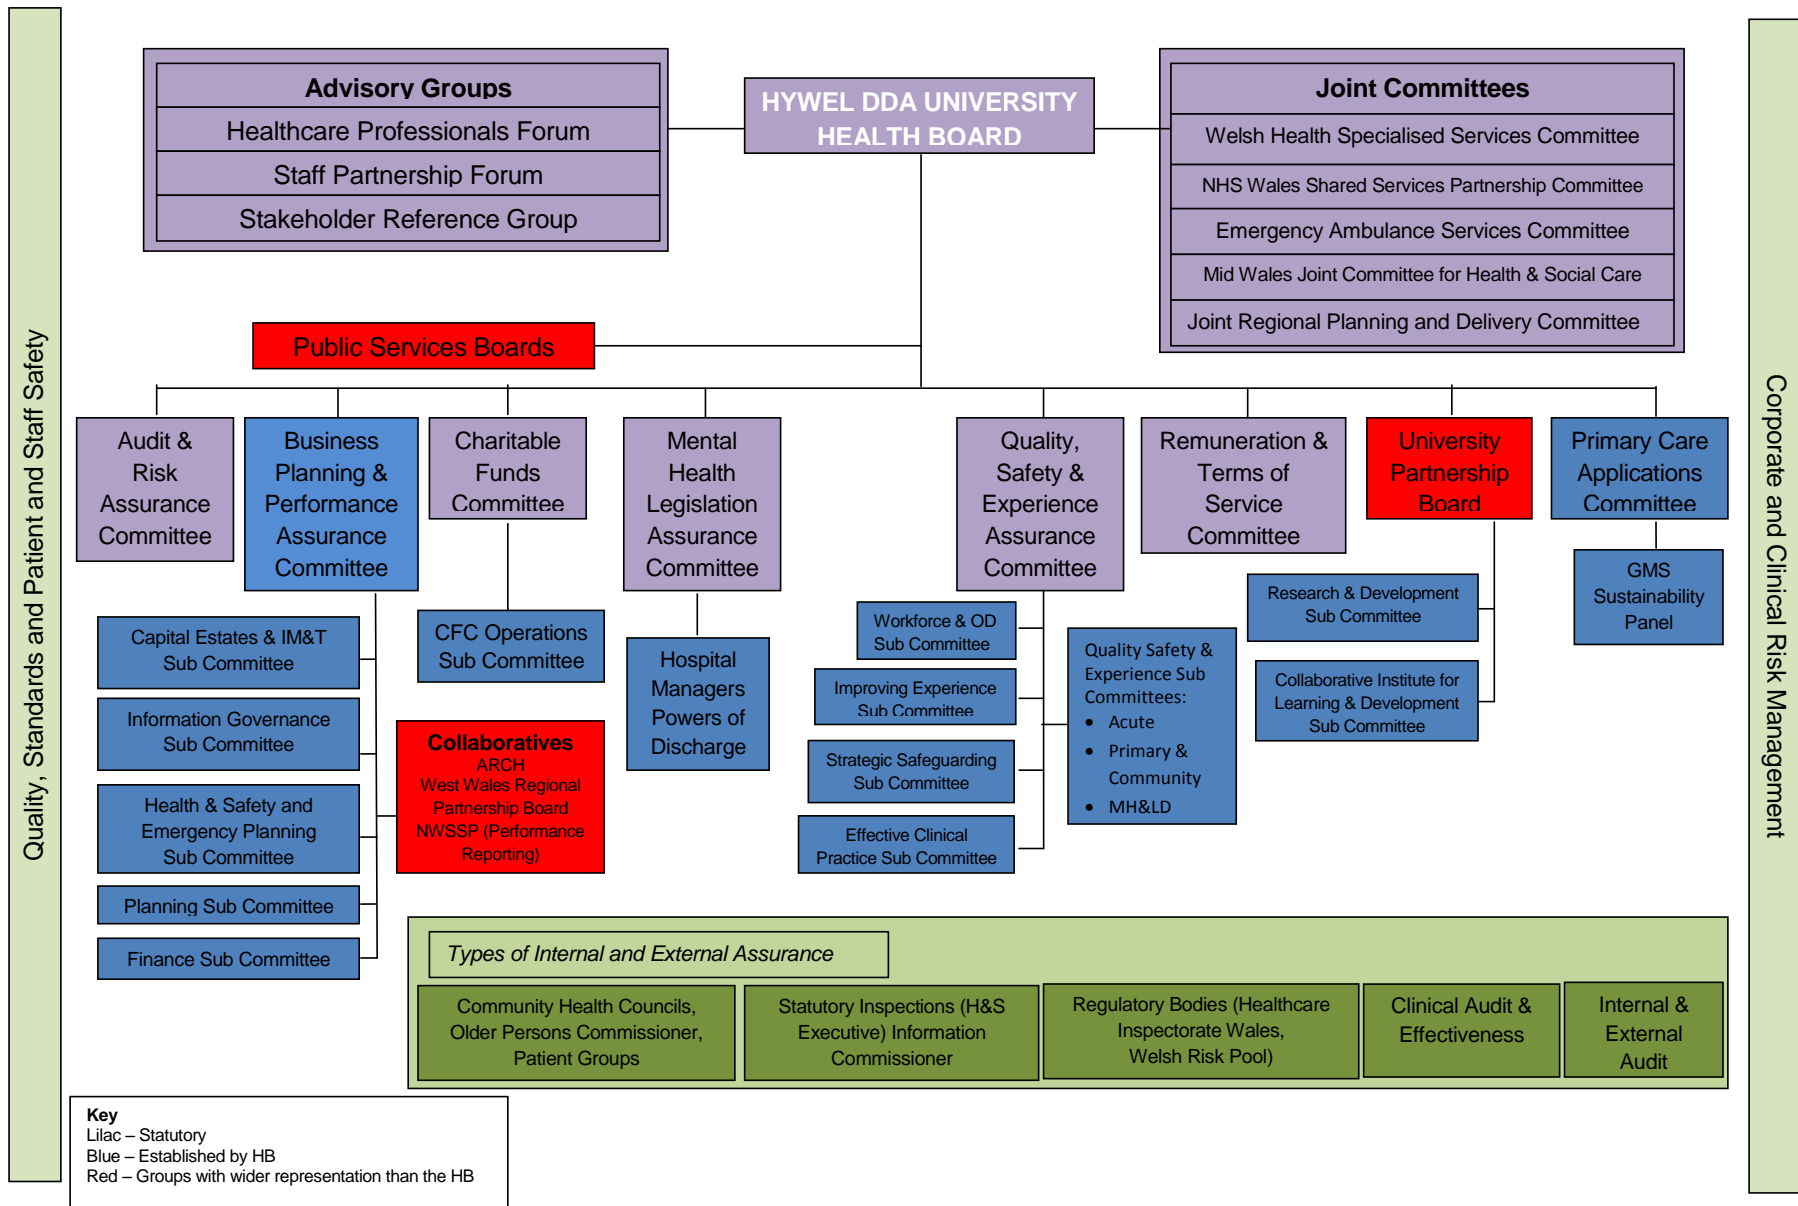 Quality, Standards and Patient and Staff Safety
Advisory Groups
Healthcare Professionals Forum
Staff Partnership Forum
Stakeholder Reference Group
HYWEL DDA UNIVERSITY
HEALTH BOARD
Joint Committees
Welsh Health Specialised Services Committee
NHS Wales Shared Services Partnership Committee
Emergency Ambulance Services Committee
Mid Wales Joint Committee for Health & Social Care
Joint Regional Planning and Delivery Committee
Corporate and Clinical Risk Management
Public Services Boards
Audit &
Risk
Assurance
Committee
Business
Planning &
Performance
Assurance
Committee
Charitable
Funds
Committee
Mental
Health
Legislation
Assurance
Committee
Quality,
Safety &
Experience
Assurance
Committee
Remuneration &
Terms of
Service
Committee
University
Partnership
Board
Primary Care
Applications
Committee
Capital Estates & IM&T
Sub Committee
Information Governance
Sub Committee
Health & Safety and
Emergency Planning
Sub Committee
Planning Sub Committee
Finance Sub Committee
Collaboratives
ARCH
West Wales Regional
Partnership Board
NWSSP (Performance
Reporting)
CFC Operations
Sub Committee
Hospital
Managers
Powers of
Discharge
Workforce & OD
Sub Committee
Improving Experience
Sub Committee
Strategic Safeguarding
Sub Committee
Effective Clinical
Practice Sub Committee
Quality Safety &
Experience Sub
Committees:
• Acute
• Primary &
Community
• MH&LD
Research & Development
Sub Committee
Collaborative Institute for
Learning & Development
Sub Committee
GMS
Sustainability
Panel
Types of Internal and External Assurance
Community Health Councils,
Older Persons Commissioner,
Patient Groups
Statutory Inspections (H&S
Executive) Information
Commissioner
Regulatory Bodies (Healthcare
Inspectorate Wales,
Welsh Risk Pool)
Clinical Audit &
Effectiveness
Internal &
External
Audit
Key
Lilac – Statutory
Blue – Established by HB
Red – Groups with wider representation than the HB